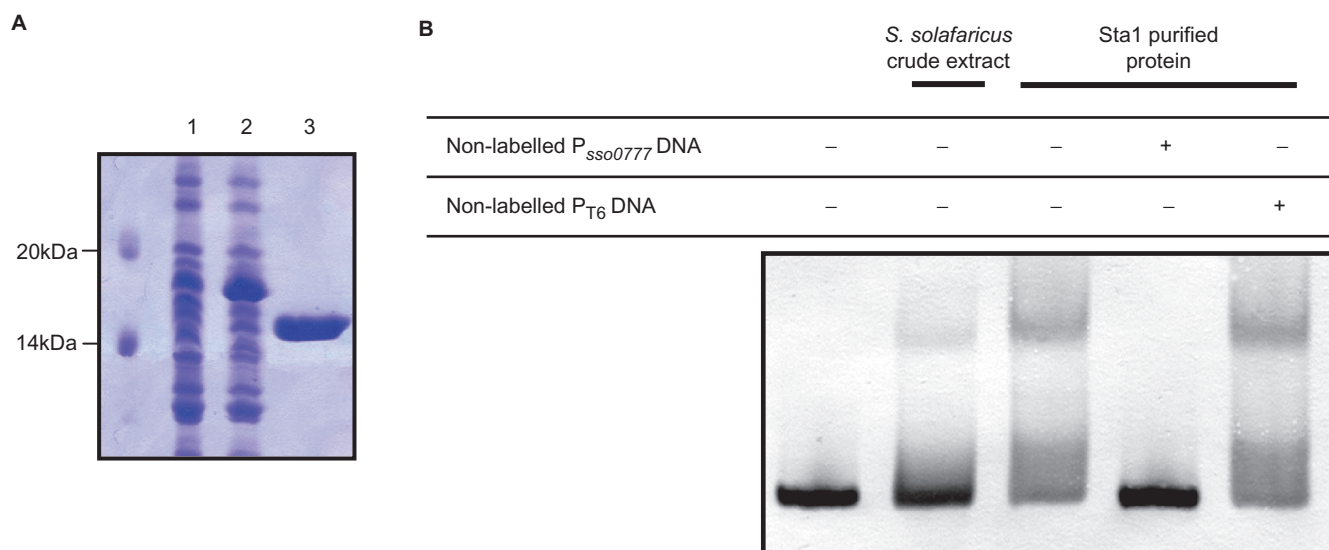 A
1 2 3
20kDa
14kDa
B
S. solafaricus
crude extract
Sta1 purified
protein
Non-labelled Psso0777 DNA – – – + –
Non-labelled PT6 DNA – – – – +